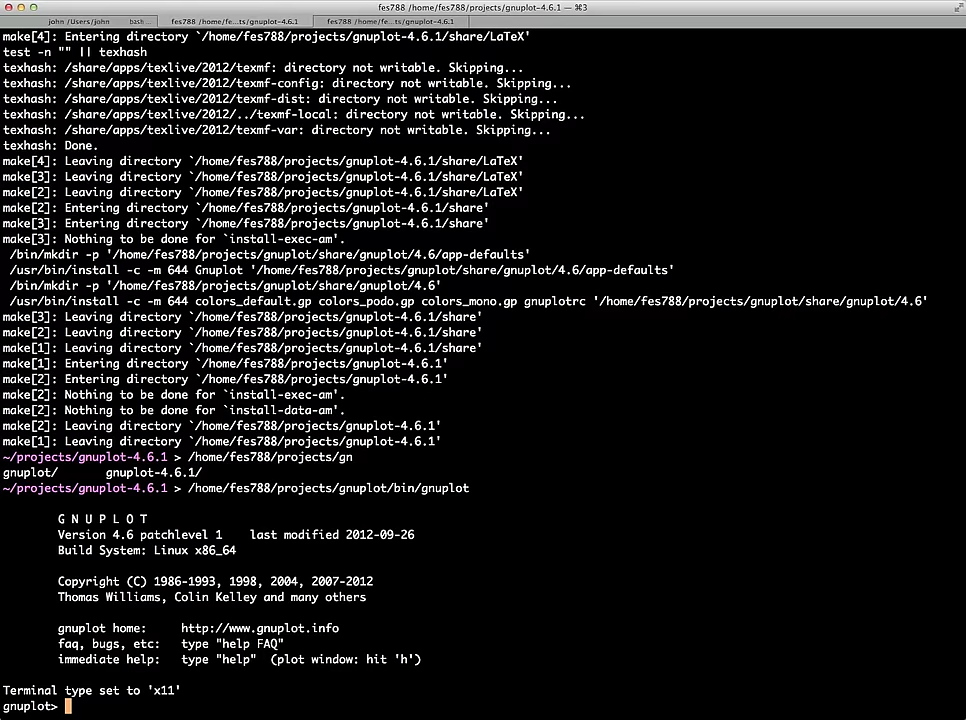 fes788 /home/fes788/projects/gnuplot-4.6.1 — ⌘3
john /Users/john bash... fes788 /home/fe...ts/gnuplot-4.6.1 fes788 /home/fe...ts/gnuplot-4.6.1
make[4]: Entering directory `/home/fes788/projects/gnuplot-4.6.1/share/LaTeX'
test -n "" || texhash
texhash: /share/apps/texlive/2012/texmf: directory not writable. Skipping...
texhash: /share/apps/texlive/2012/texmf-config: directory not writable. Skipping...
texhash: /share/apps/texlive/2012/texmf-dist: directory not writable. Skipping...
texhash: /share/apps/texlive/2012/../texmf-local: directory not writable. Skipping...
texhash: /share/apps/texlive/2012/texmf-var: directory not writable. Skipping...
texhash: Done.
make[4]: Leaving directory `/home/fes788/projects/gnuplot-4.6.1/share/LaTeX'
make[3]: Leaving directory `/home/fes788/projects/gnuplot-4.6.1/share/LaTeX'
make[2]: Leaving directory `/home/fes788/projects/gnuplot-4.6.1/share/LaTeX'
make[2]: Entering directory `/home/fes788/projects/gnuplot-4.6.1/share'
make[3]: Entering directory `/home/fes788/projects/gnuplot-4.6.1/share'
make[3]: Nothing to be done for `install-exec-am'.
/bin/mkdir -p '/home/fes788/projects/gnuplot/share/gnuplot/4.6/app-defaults'
/usr/bin/install -c -m 644 Gnuplot '/home/fes788/projects/gnuplot/share/gnuplot/4.6/app-defaults'
/bin/mkdir -p '/home/fes788/projects/gnuplot/share/gnuplot/4.6'
/usr/bin/install -c -m 644 colors_default.gp colors_podo.gp colors_mono.gp gnuplotrc '/home/fes788/projects/gnuplot/share/gnuplot/4.6'
make[3]: Leaving directory `/home/fes788/projects/gnuplot-4.6.1/share'
make[2]: Leaving directory `/home/fes788/projects/gnuplot-4.6.1/share'
make[1]: Leaving directory `/home/fes788/projects/gnuplot-4.6.1/share'
make[1]: Entering directory `/home/fes788/projects/gnuplot-4.6.1'
make[2]: Entering directory `/home/fes788/projects/gnuplot-4.6.1'
make[2]: Nothing to be done for `install-exec-am'.
make[2]: Nothing to be done for `install-data-am'.
make[2]: Leaving directory `/home/fes788/projects/gnuplot-4.6.1'
make[1]: Leaving directory `/home/fes788/projects/gnuplot-4.6.1'
~/projects/gnuplot-4.6.1 > /home/fes788/projects/gn
gnuplot/ gnuplot-4.6.1/
~/projects/gnuplot-4.6.1 > /home/fes788/projects/gnuplot/bin/gnuplot
G N U P L O T
Version 4.6 patchlevel 1 last modified 2012-09-26
Build System: Linux x86_64
Copyright (C) 1986-1993, 1998, 2004, 2007-2012
Thomas Williams, Colin Kelley and many others
gnuplot home: http://www.gnuplot.info
faq, bugs, etc: type "help FAQ"
immediate help: type "help" (plot window: hit 'h')
Terminal type set to 'x11'
gnuplot>